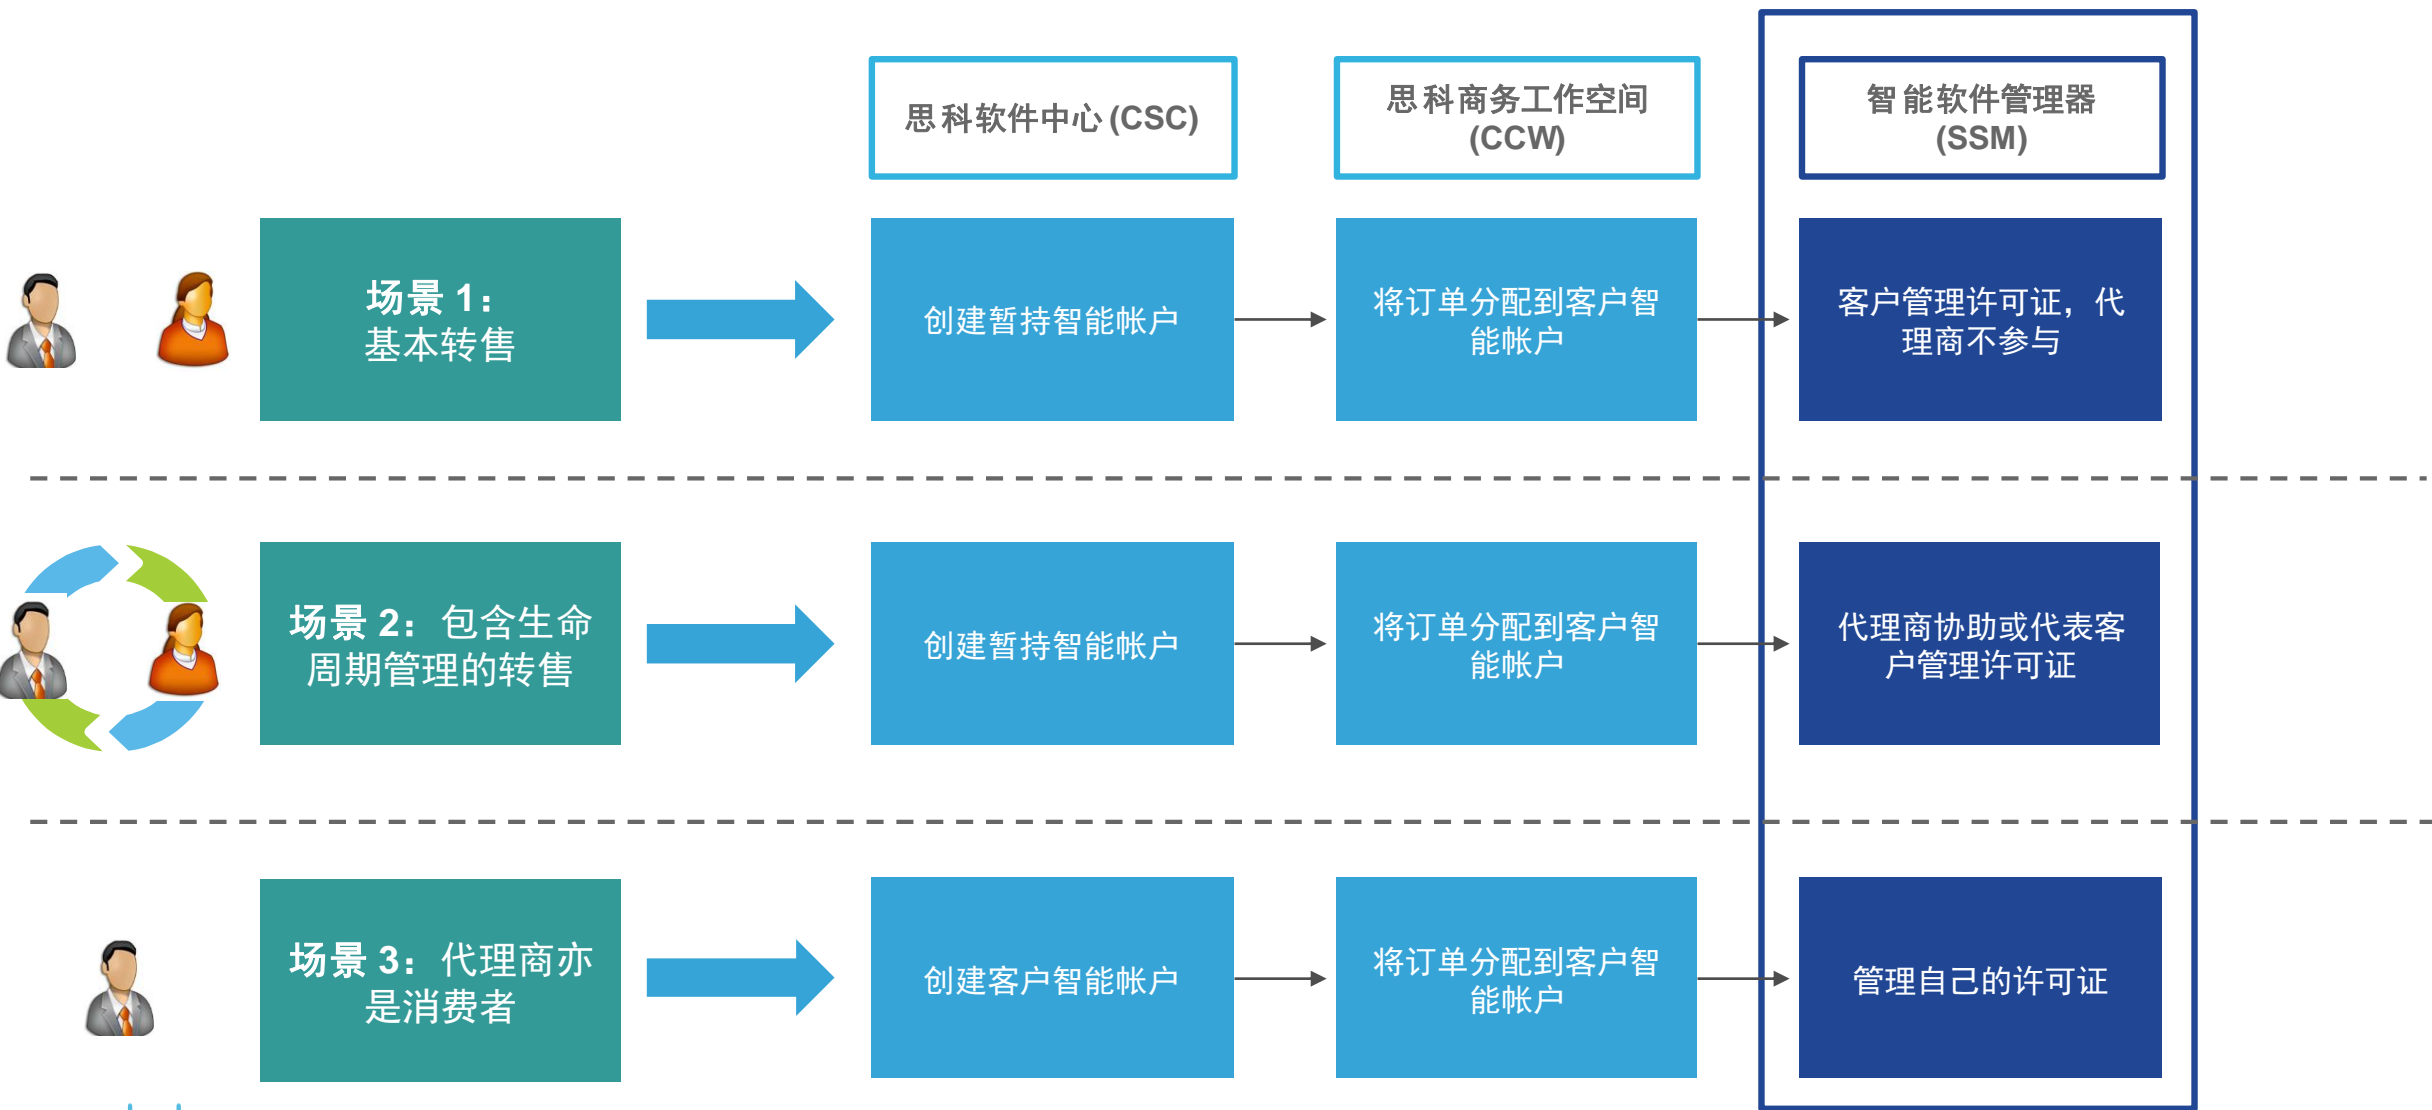 思科软件中心 (CSC)
思科商务工作空间
(CCW)
智能软件管理器
(SSM)
场景 1：
基本转售
创建暂持智能帐户
将订单分配到客户智
能帐户
客户管理许可证，代
理商不参与
场景 2：包含生命
周期管理的转售
创建暂持智能帐户
将订单分配到客户智
能帐户
代理商协助或代表客
户管理许可证
场景 3：代理商亦
是消费者
创建客户智能帐户
将订单分配到客户智
能帐户
管理自己的许可证